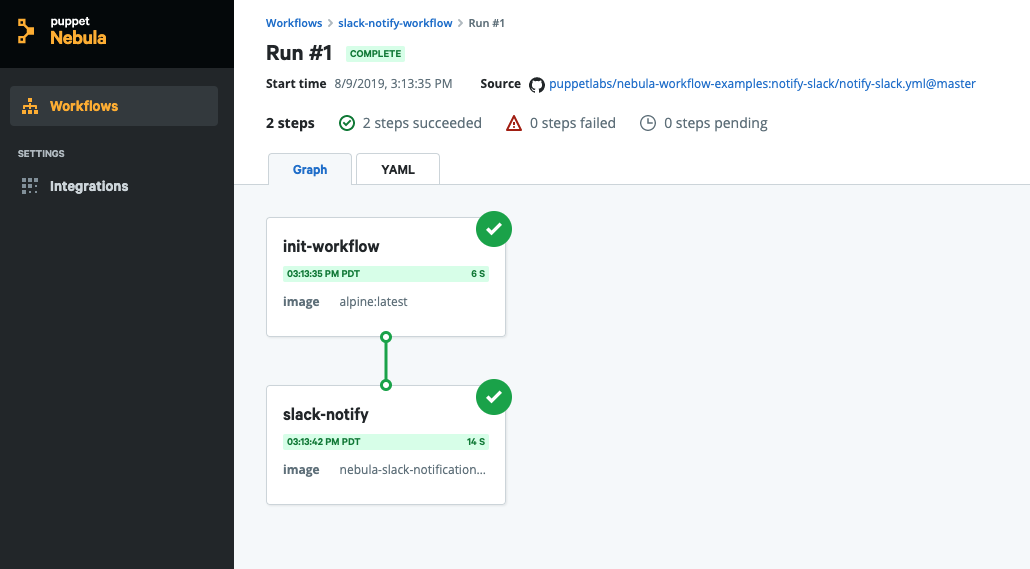 puppet
Nebula
Workflows
SETTINGS
Integrations
Workflows > slack-notify-workflow > Run #1
Run #1 COMPLETE
Start time 8/9/2019, 3:13:35 PM Source puppetlabs/nebula-workflow-examples:notify-slack/notify-slack.yml@master
2 steps 2 steps succeeded 0 steps failed 0 steps pending
Graph YAML
init-workflow
03:13:35 PM PDT 6 S
image alpine:latest
slack-notify
03:13:42 PM PDT 14 S
image nebula-slack-notification...